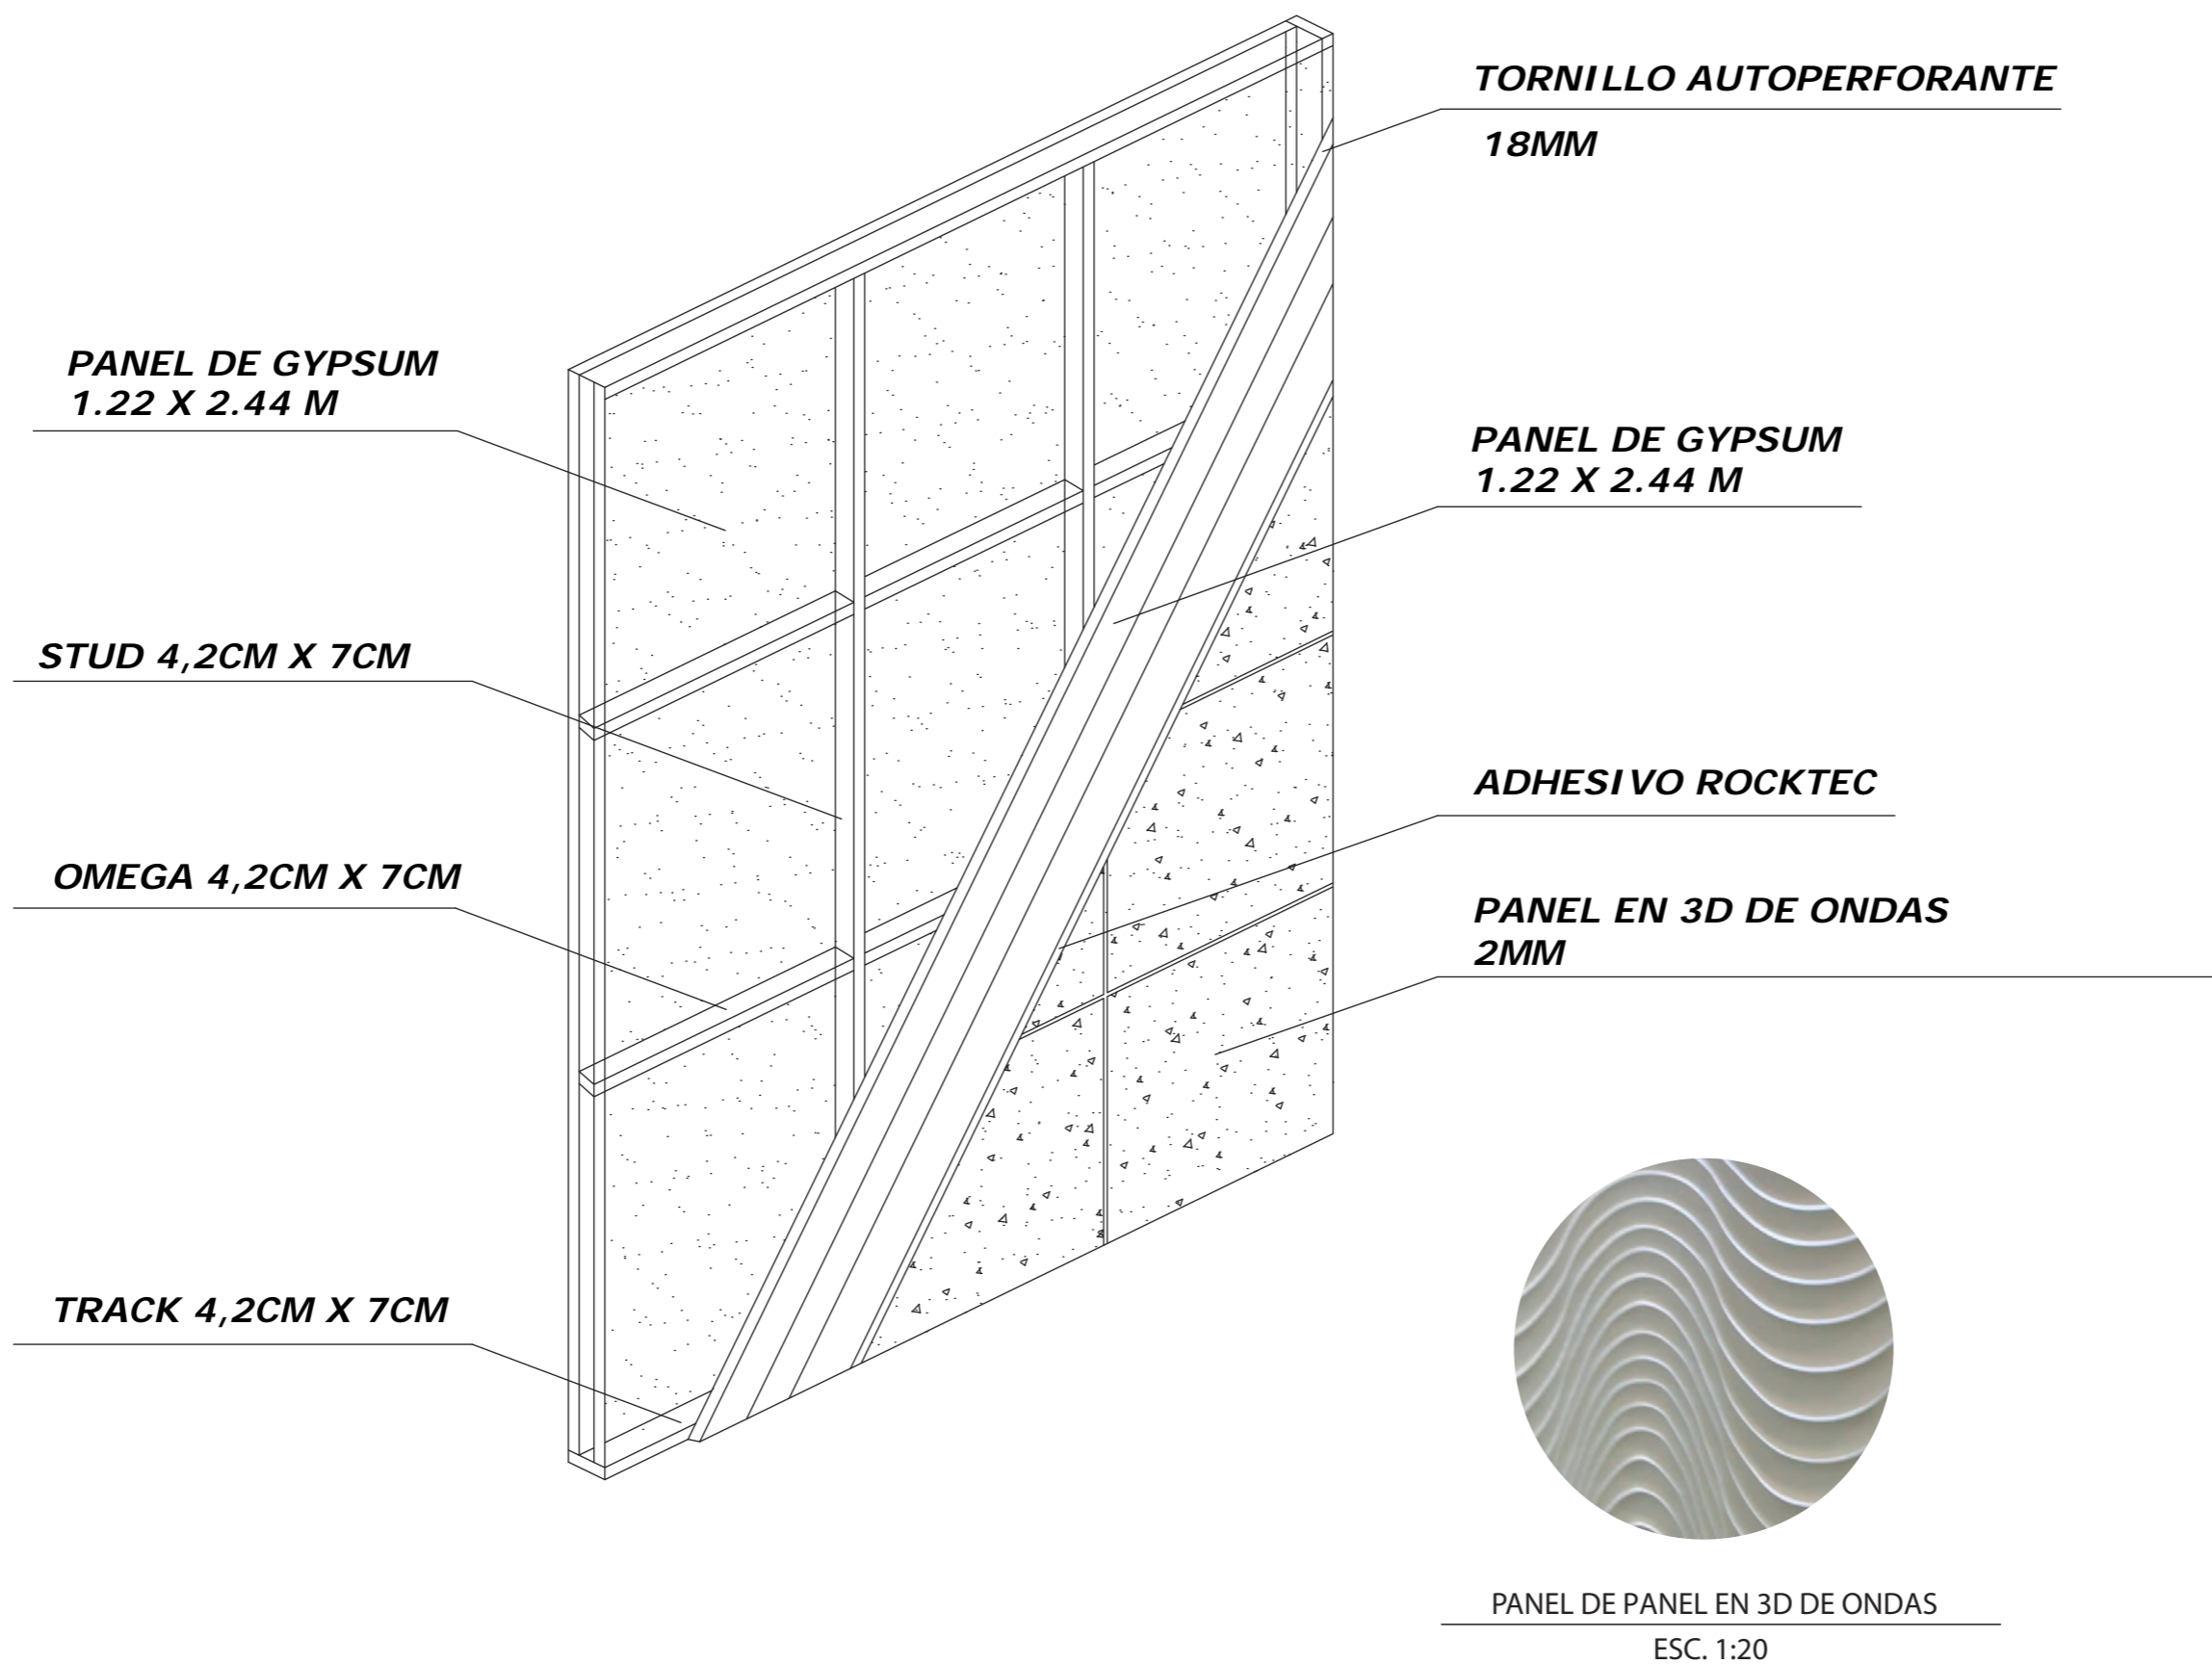 PANEL DE GYPSUM
1.22 X 2.44 M
STUD 4,2CM X 7CM
OMEGA 4,2CM X 7CM
TRACK 4,2CM X 7CM
TORNILLO AUTOPERFORANTE
18MM
PANEL DE GYPSUM
1.22 X 2.44 M
ADHESIVO ROCKTEC
PANEL EN 3D DE ONDAS
2MM
PANEL DE PANEL EN 3D DE ONDAS
ESC. 1:20